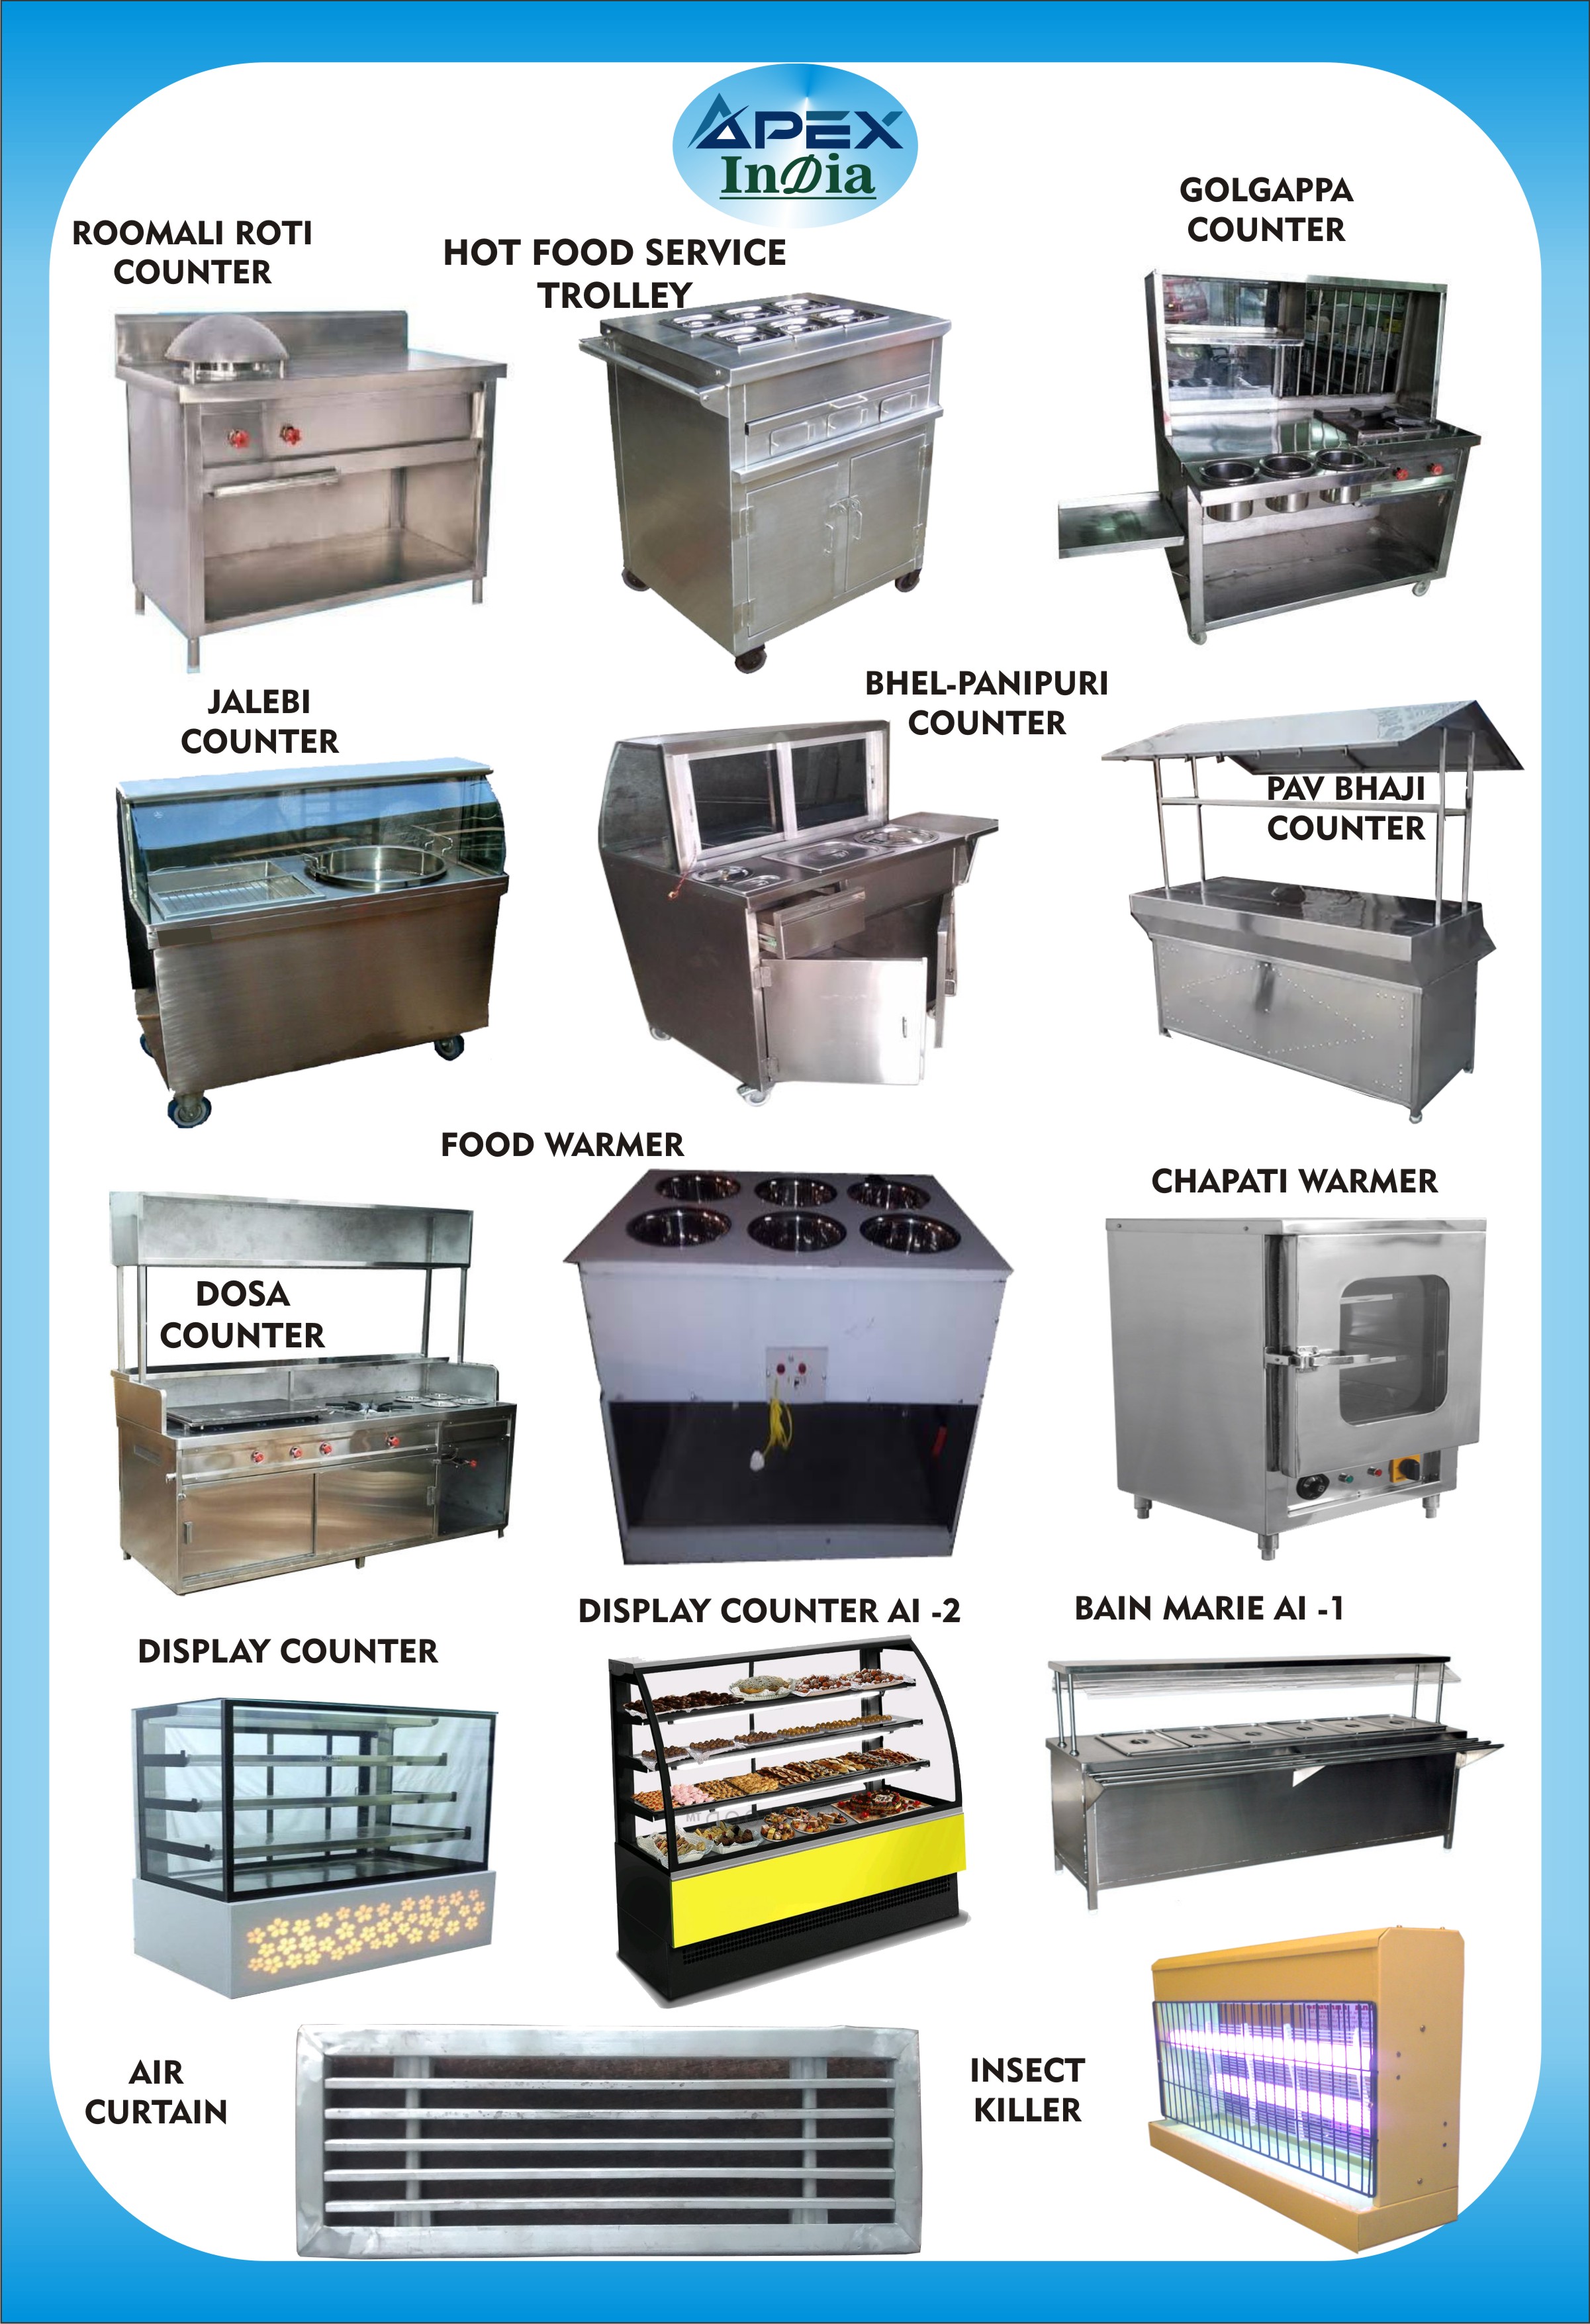 APEX
InDia
ROOMALI ROTI
COUNTER
HOT FOOD SERVICE
TROLLEY
GOLGAPPA
COUNTER
JALEBI
COUNTER
BHEL-PANIPURI
COUNTER
PAV BHAJI
COUNTER
FOOD WARMER
CHAPATI WARMER
DOSA
COUNTER
DISPLAY COUNTER AI -2
BAIN MARIE AI -1
DISPLAY COUNTER
AIR
CURTAIN
INSECT
KILLER